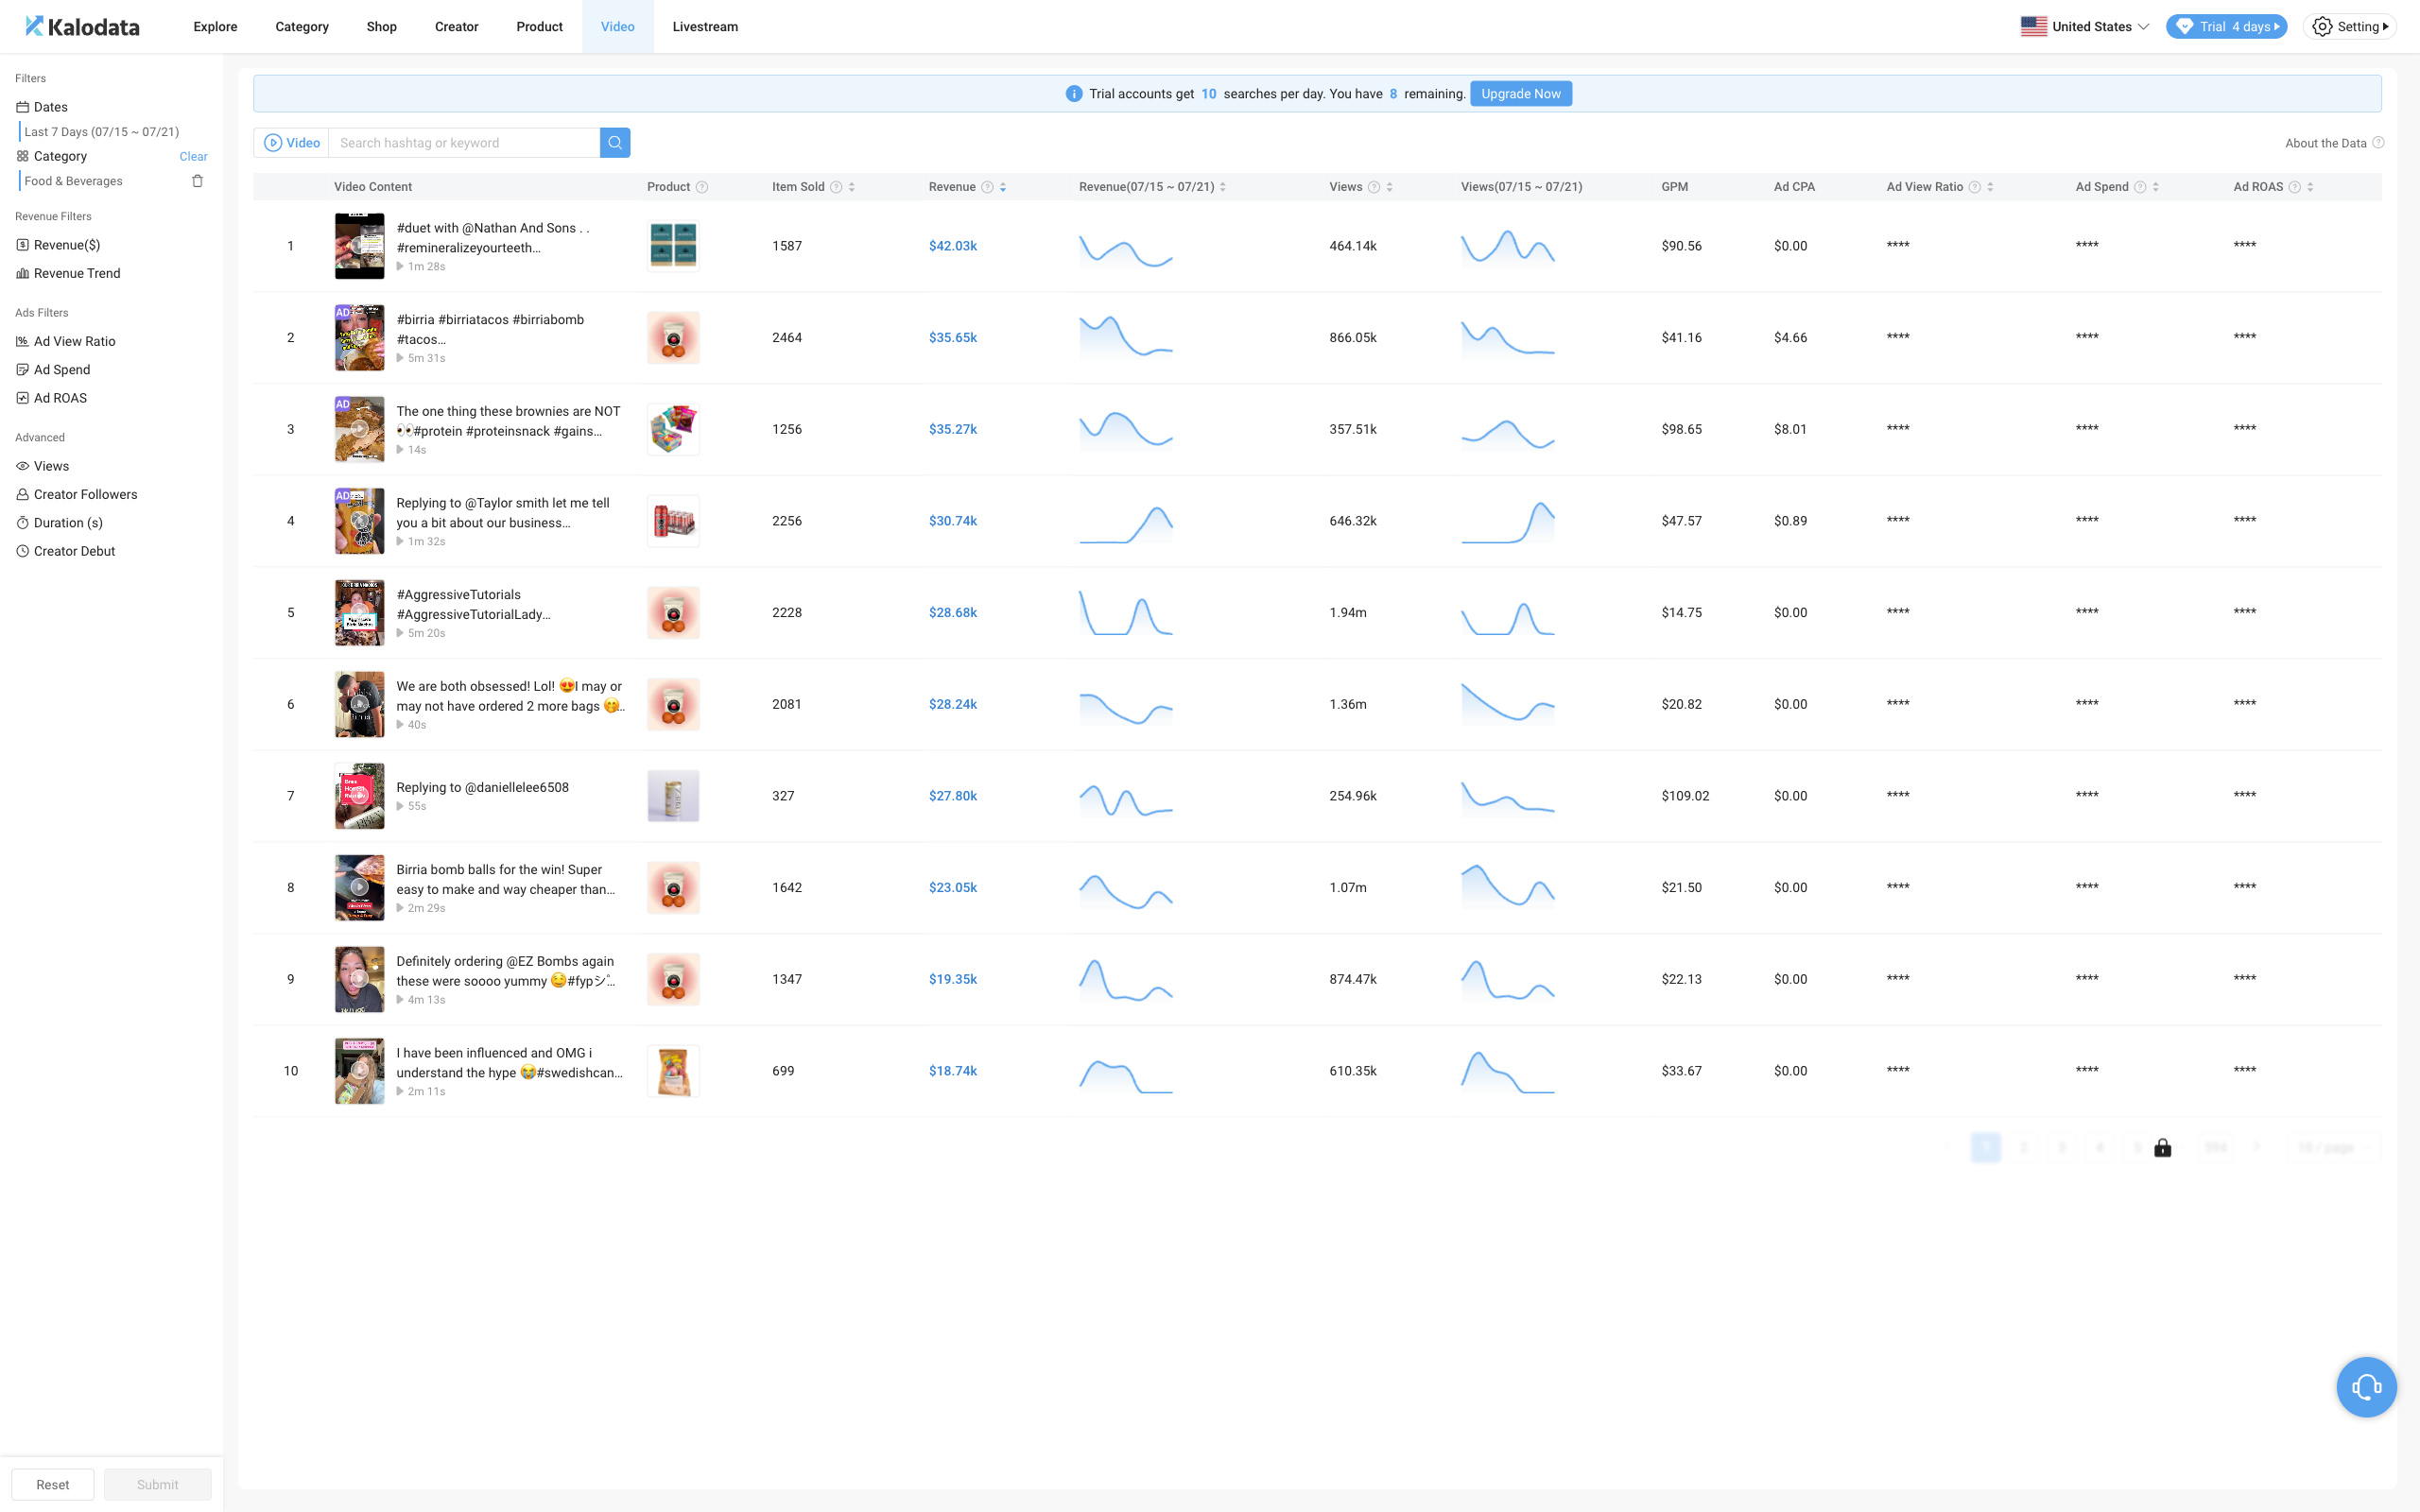 Kalodata
Explore
Category
Shop
Creator
Product
Video
Livestream
United States
Trial 4 days
Setting
Filters
Dates
Last 7 Days (07/15 ~ 07/21)
Category
Clear
Food & Beverages
Revenue Filters
Revenue($)
Revenue Trend
Ads Filters
Ad View Ratio
Ad Spend
Ad ROAS
Advanced
Views
Creator Followers
Duration (s)
Creator Debut
Reset
Submit
Trial accounts get 10 searches per day. You have 8 remaining.
Upgrade Now
Video
Search hashtag or keyword
About the Data
Video Content Product Item Sold Revenue Revenue(07/15 ~ 07/21) Views Views(07/15 ~ 07/21) GPM Ad CPA Ad View Ratio Ad Spend Ad ROAS
1
#duet with @Nathan And Sons . .
#remineralizeyourteeth...
1m 28s
1587 $42.03k 464.14k $90.56 $0.00 **** **** ****
2
AD
#birria #birriatacos #birriabomb
#tacos...
5m 31s
2464 $35.65k 866.05k $41.16 $4.66 **** **** ****
3
AD
The one thing these brownies are NOT
👀#protein #proteinsnack #gains...
14s
1256 $35.27k 357.51k $98.65 $8.01 **** **** ****
4
AD
Replying to @Taylor smith let me tell
you a bit about our business...
1m 32s
2256 $30.74k 646.32k $47.57 $0.89 **** **** ****
5
#AggressiveTutorials
#AggressiveTutorialLady...
5m 20s
2228 $28.68k 1.94m $14.75 $0.00 **** **** ****
6
We are both obsessed! Lol! 😍I may or
may not have ordered 2 more bags 🤭...
40s
2081 $28.24k 1.36m $20.82 $0.00 **** **** ****
7
Replying to @daniellelee6508
55s
327 $27.80k 254.96k $109.02 $0.00 **** **** ****
8
Birria bomb balls for the win! Super
easy to make and way cheaper than...
2m 29s
1642 $23.05k 1.07m $21.50 $0.00 **** **** ****
9
Definitely ordering @EZ Bombs again
these were soooo yummy ☺️#fypシ゚...
4m 13s
1347 $19.35k 874.47k $22.13 $0.00 **** **** ****
10
I have been influenced and OMG i
understand the hype 😭#swedishcan...
2m 11s
699 $18.74k 610.35k $33.67 $0.00 **** **** ****
1 2 3 4 5 10 / page